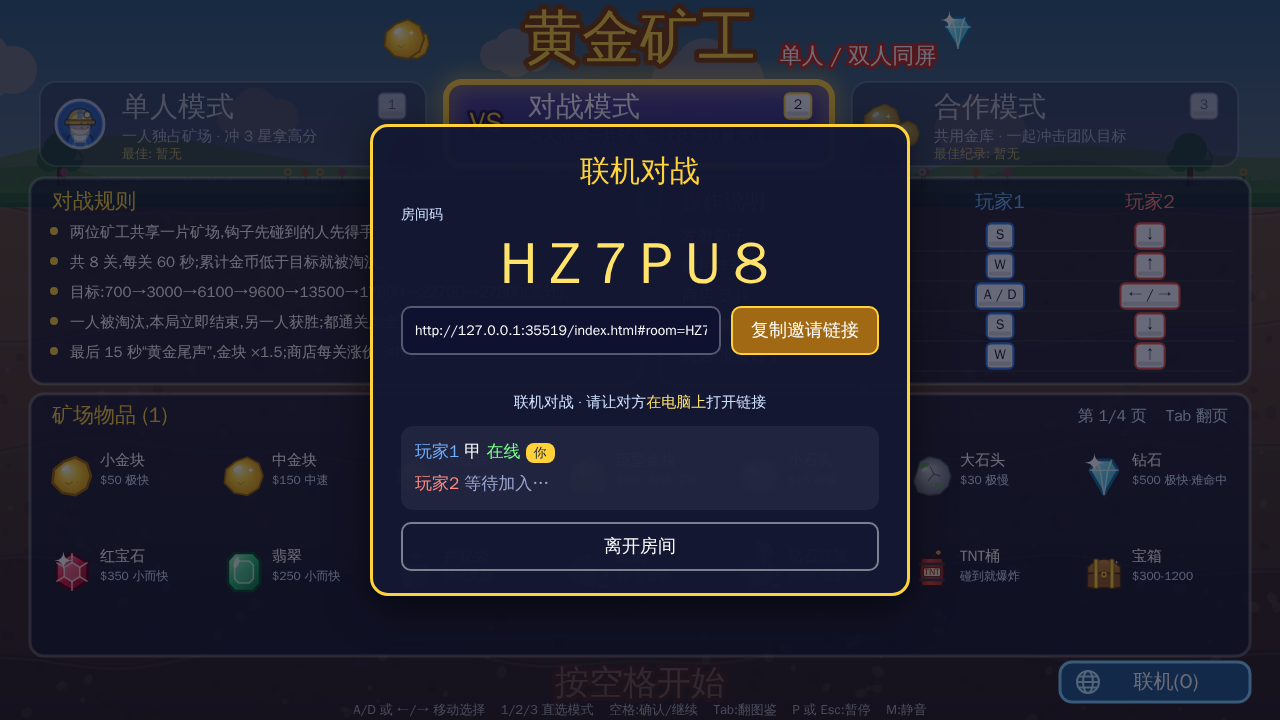 黄金矿工
单人 / 双人同屏
单人模式 1
一人独占矿场 · 冲 3 星拿高分
最佳: 暂无
VS 对战模式 2
合作模式 3
共用金库 · 一起冲击团队目标
最佳纪录: 暂无
联机对战
房间码
HZ7PU8
http://127.0.0.1:35519/index.html#room=HZ7
复制邀请链接
联机对战 · 请让对方在电脑上打开链接
玩家1 甲 在线 你
玩家2 等待加入…
离开房间
对战规则
两位矿工共享一片矿场,钩子先碰到的人先得手
共 8 关,每关 60 秒;累计金币低于目标就被淘
目标:700→3000→6100→9600→13500→1
一人被淘汰,本局立即结束,另一人获胜;都通关
最后 15 秒“黄金尾声”,金块 ×1.5;商店每关涨
玩家1 玩家2
S ↓
W ↑
A / D ← / →
S ↓
W ↑
矿场物品 (1)
第 1/4 页 Tab 翻页
小金块
$50 极快
中金块
$150 中速
大石头
$30 极慢
钻石
$500 极快·难命中
红宝石
$350 小而快
翡翠
$250 小而快
TNT
TNT桶
碰到就爆炸
宝箱
$300-1200
按空格开始
联机(O)
A/D 或 ←/→ 移动选择 1/2/3 直选模式 空格:确认/继续 Tab:翻图鉴 P 或 Esc:暂停 M:静音